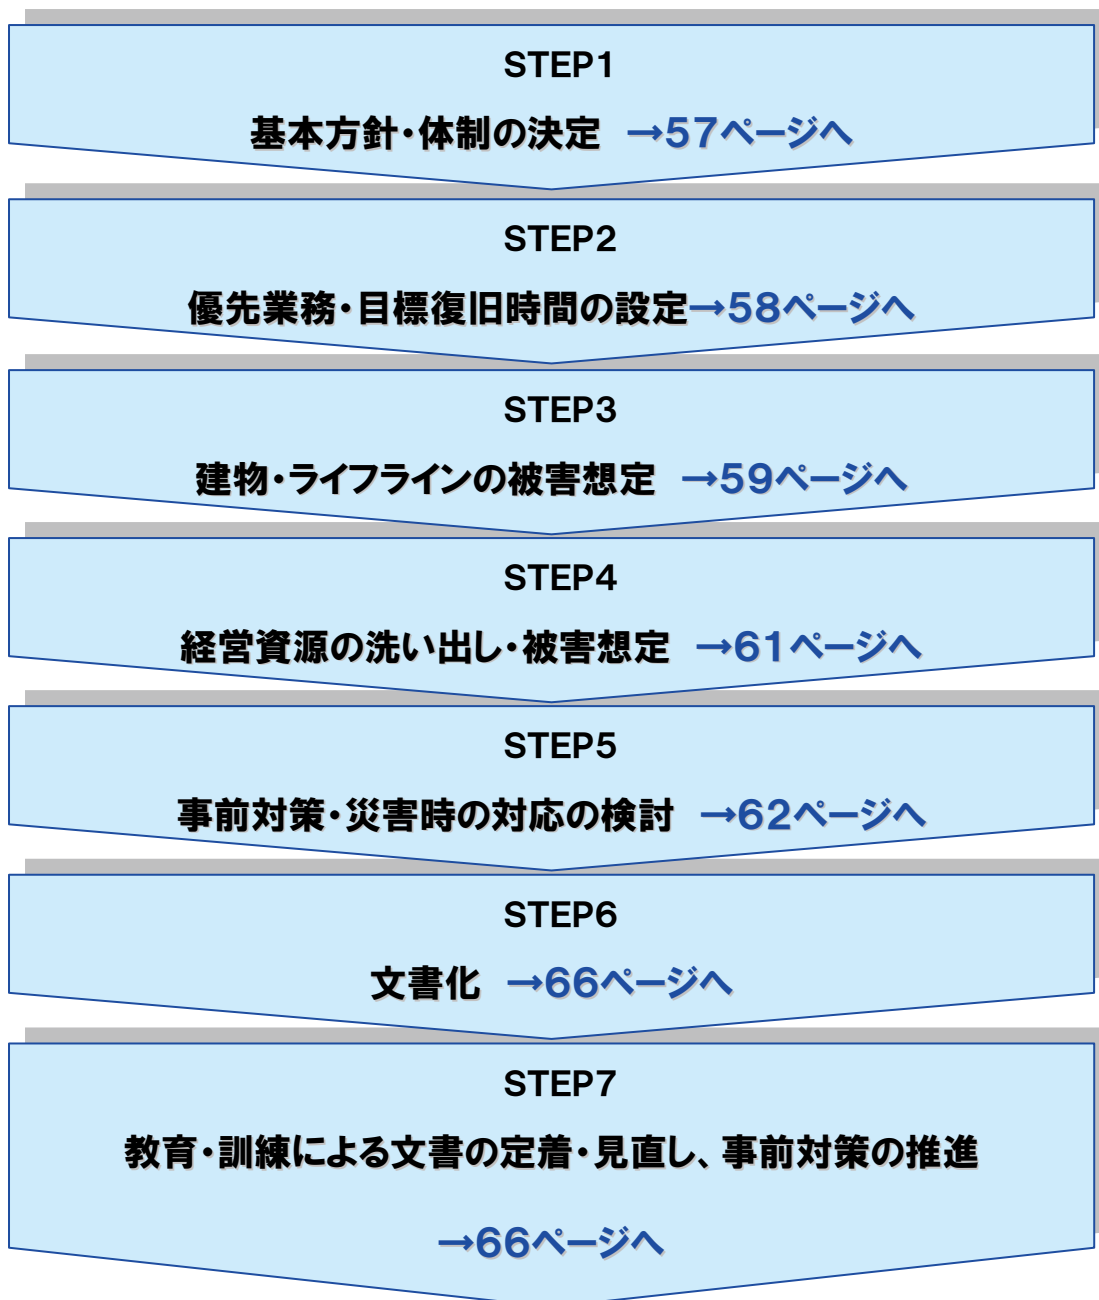 STEP1
基本方針・体制の決定　→57ページへ
STEP2
優先業務・目標復旧時間の設定→58ページへ
STEP3
建物・ライフラインの被害想定　→59ページへ
STEP4
経営資源の洗い出し・被害想定　→61ページへ
STEP5
事前対策・災害時の対応の検討　→62ページへ
STEP6
文書化　→66ページへ
STEP7
教育・訓練による文書の定着・見直し、事前対策の推進
→66ページへ